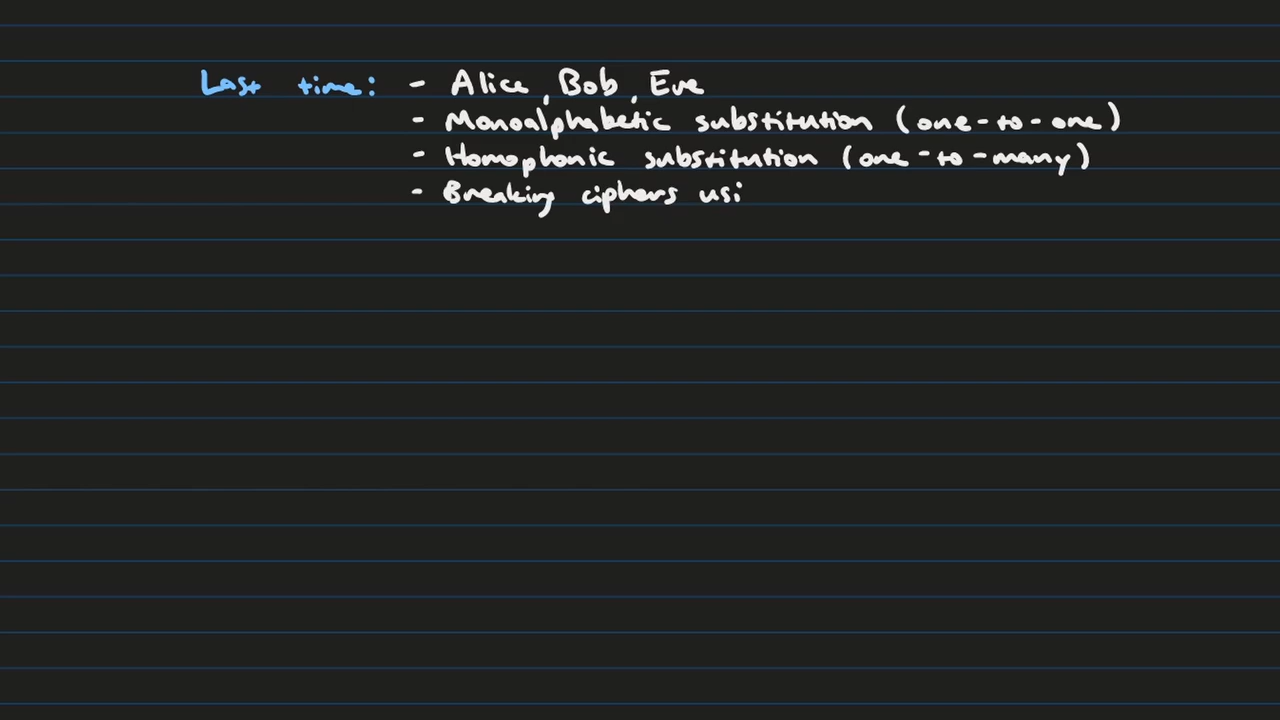 Last time: - Alice, Bob, Eve
- Monoalphabetic substitution (one-to-one)
- Homophonic substitution (one-to-many)
- Breaking ciphers usi